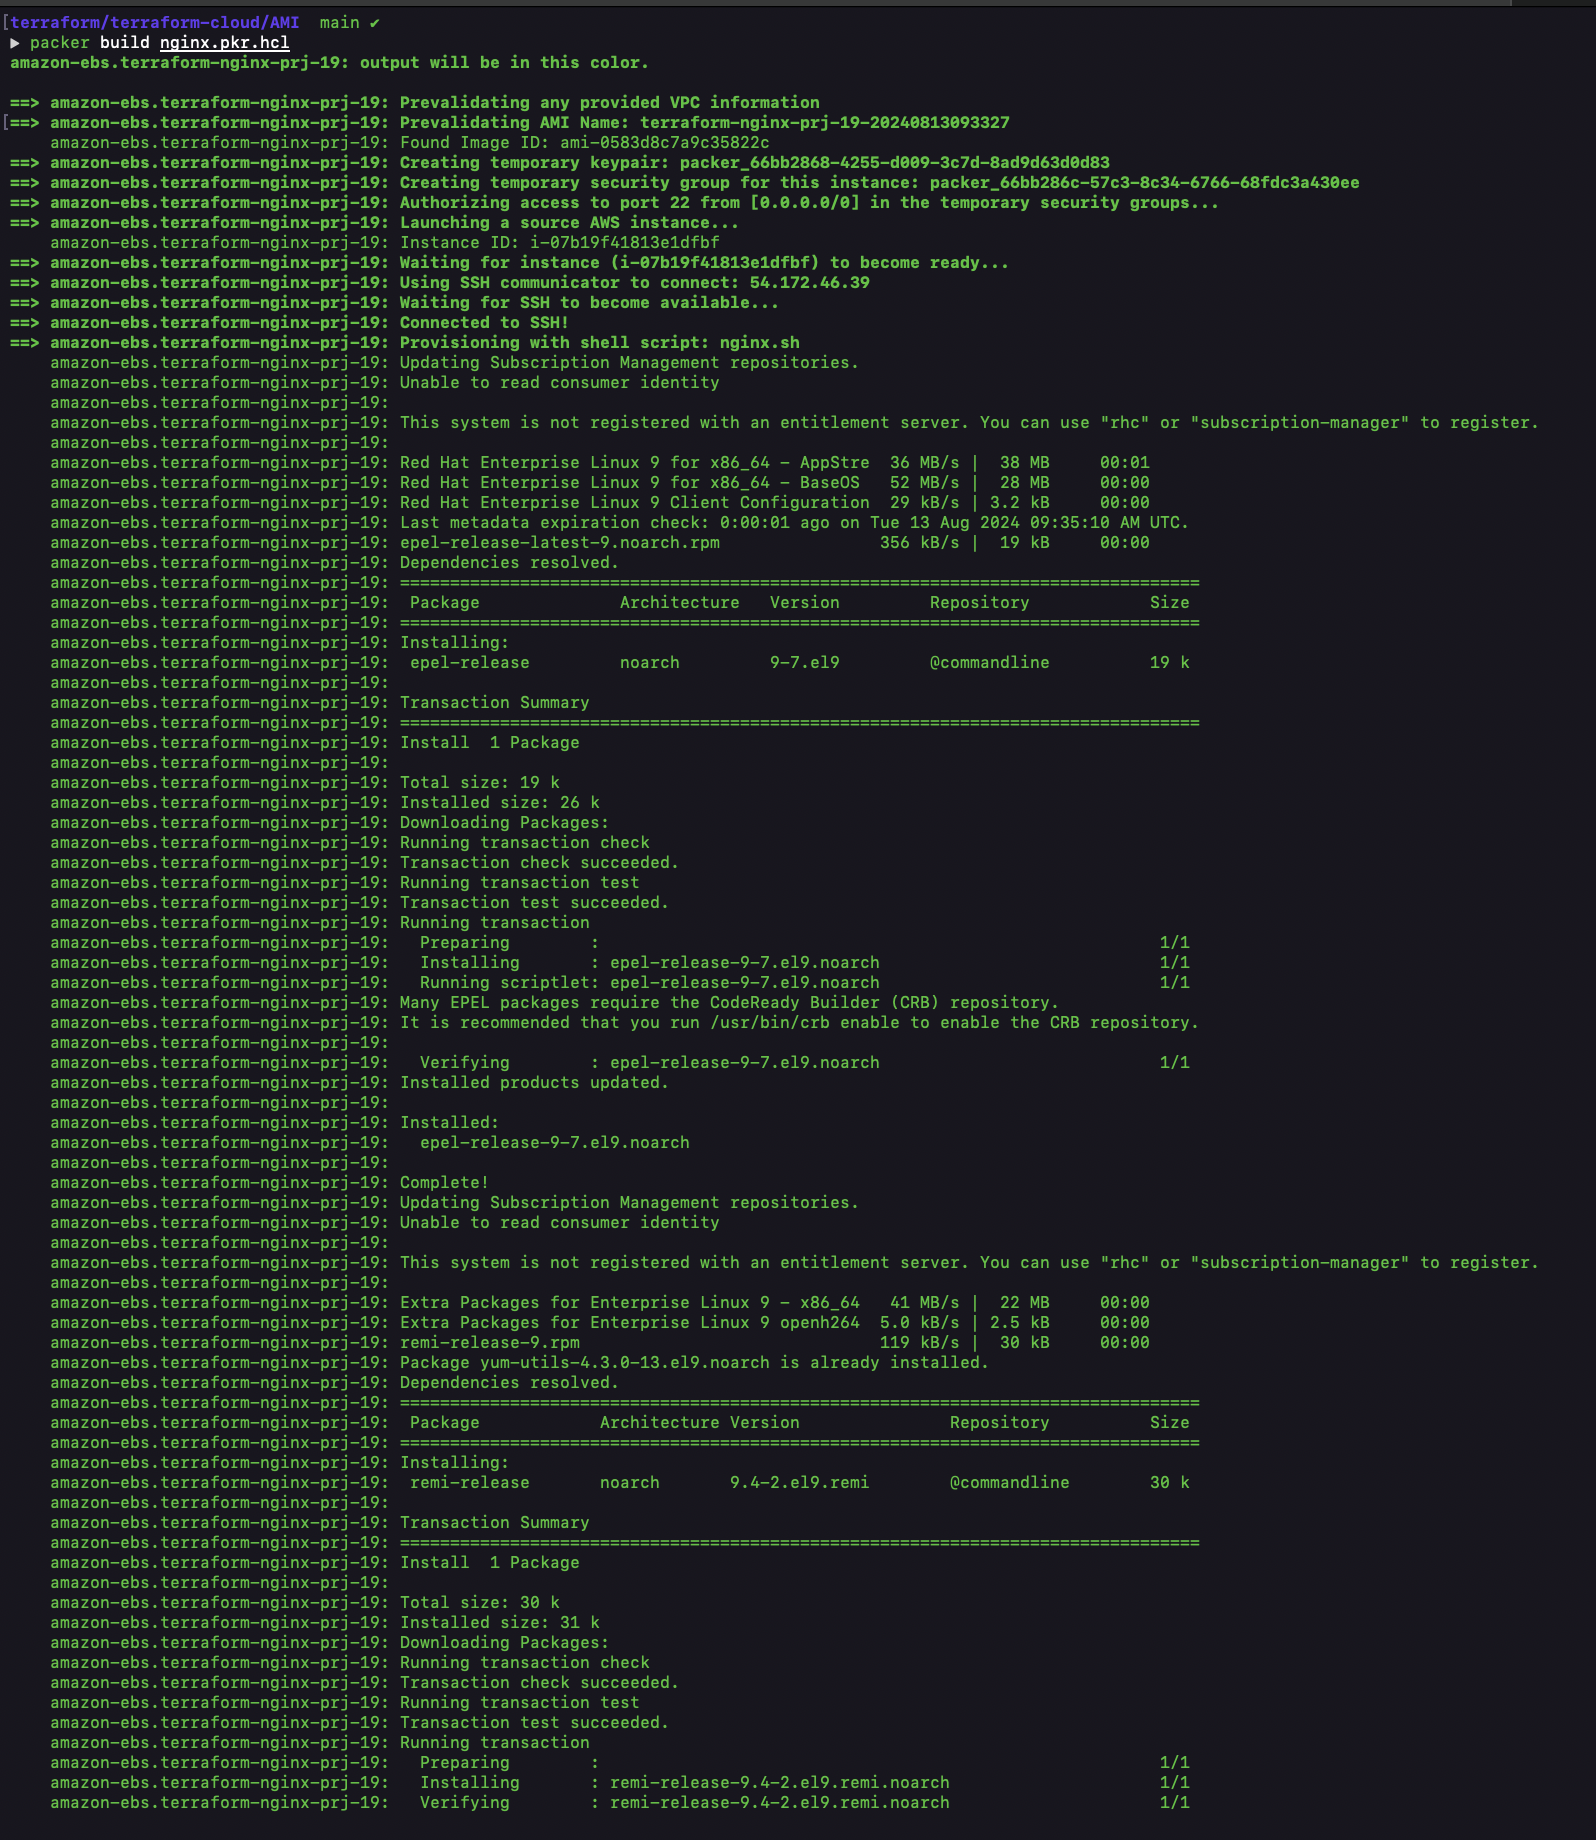 [terraform/terraform-cloud/AMI  main ✔
▶ packer build nginx.pkr.hcl
amazon-ebs.terraform-nginx-prj-19: output will be in this color.

==> amazon-ebs.terraform-nginx-prj-19: Prevalidating any provided VPC information
[==> amazon-ebs.terraform-nginx-prj-19: Prevalidating AMI Name: terraform-nginx-prj-19-20240813093327
    amazon-ebs.terraform-nginx-prj-19: Found Image ID: ami-0583d8c7a9c35822c
==> amazon-ebs.terraform-nginx-prj-19: Creating temporary keypair: packer_66bb2868-4255-d009-3c7d-8ad9d63d0d83
==> amazon-ebs.terraform-nginx-prj-19: Creating temporary security group for this instance: packer_66bb286c-57c3-8c34-6766-68fdc3a430ee
==> amazon-ebs.terraform-nginx-prj-19: Authorizing access to port 22 from [0.0.0.0/0] in the temporary security groups...
==> amazon-ebs.terraform-nginx-prj-19: Launching a source AWS instance...
    amazon-ebs.terraform-nginx-prj-19: Instance ID: i-07b19f41813e1dfbf
==> amazon-ebs.terraform-nginx-prj-19: Waiting for instance (i-07b19f41813e1dfbf) to become ready...
==> amazon-ebs.terraform-nginx-prj-19: Using SSH communicator to connect: 54.172.46.39
==> amazon-ebs.terraform-nginx-prj-19: Waiting for SSH to become available...
==> amazon-ebs.terraform-nginx-prj-19: Connected to SSH!
==> amazon-ebs.terraform-nginx-prj-19: Provisioning with shell script: nginx.sh
    amazon-ebs.terraform-nginx-prj-19: Updating Subscription Management repositories.
    amazon-ebs.terraform-nginx-prj-19: Unable to read consumer identity
    amazon-ebs.terraform-nginx-prj-19:
    amazon-ebs.terraform-nginx-prj-19: This system is not registered with an entitlement server. You can use "rhc" or "subscription-manager" to register.
    amazon-ebs.terraform-nginx-prj-19:
    amazon-ebs.terraform-nginx-prj-19: Red Hat Enterprise Linux 9 for x86_64 - AppStre  36 MB/s |  38 MB     00:01
    amazon-ebs.terraform-nginx-prj-19: Red Hat Enterprise Linux 9 for x86_64 - BaseOS   52 MB/s |  28 MB     00:00
    amazon-ebs.terraform-nginx-prj-19: Red Hat Enterprise Linux 9 Client Configuration  29 kB/s | 3.2 kB     00:00
    amazon-ebs.terraform-nginx-prj-19: Last metadata expiration check: 0:00:01 ago on Tue 13 Aug 2024 09:35:10 AM UTC.
    amazon-ebs.terraform-nginx-prj-19: epel-release-latest-9.noarch.rpm                356 kB/s |  19 kB     00:00
    amazon-ebs.terraform-nginx-prj-19: Dependencies resolved.
    amazon-ebs.terraform-nginx-prj-19: ================================================================================
    amazon-ebs.terraform-nginx-prj-19:  Package              Architecture   Version         Repository            Size
    amazon-ebs.terraform-nginx-prj-19: ================================================================================
    amazon-ebs.terraform-nginx-prj-19: Installing:
    amazon-ebs.terraform-nginx-prj-19:  epel-release         noarch         9-7.el9         @commandline          19 k
    amazon-ebs.terraform-nginx-prj-19:
    amazon-ebs.terraform-nginx-prj-19: Transaction Summary
    amazon-ebs.terraform-nginx-prj-19: ================================================================================
    amazon-ebs.terraform-nginx-prj-19: Install  1 Package
    amazon-ebs.terraform-nginx-prj-19:
    amazon-ebs.terraform-nginx-prj-19: Total size: 19 k
    amazon-ebs.terraform-nginx-prj-19: Installed size: 26 k
    amazon-ebs.terraform-nginx-prj-19: Downloading Packages:
    amazon-ebs.terraform-nginx-prj-19: Running transaction check
    amazon-ebs.terraform-nginx-prj-19: Transaction check succeeded.
    amazon-ebs.terraform-nginx-prj-19: Running transaction test
    amazon-ebs.terraform-nginx-prj-19: Transaction test succeeded.
    amazon-ebs.terraform-nginx-prj-19: Running transaction
    amazon-ebs.terraform-nginx-prj-19:   Preparing        :                                                        1/1
    amazon-ebs.terraform-nginx-prj-19:   Installing       : epel-release-9-7.el9.noarch                            1/1
    amazon-ebs.terraform-nginx-prj-19:   Running scriptlet: epel-release-9-7.el9.noarch                            1/1
    amazon-ebs.terraform-nginx-prj-19: Many EPEL packages require the CodeReady Builder (CRB) repository.
    amazon-ebs.terraform-nginx-prj-19: It is recommended that you run /usr/bin/crb enable to enable the CRB repository.
    amazon-ebs.terraform-nginx-prj-19:
    amazon-ebs.terraform-nginx-prj-19:   Verifying        : epel-release-9-7.el9.noarch                            1/1
    amazon-ebs.terraform-nginx-prj-19: Installed products updated.
    amazon-ebs.terraform-nginx-prj-19:
    amazon-ebs.terraform-nginx-prj-19: Installed:
    amazon-ebs.terraform-nginx-prj-19:   epel-release-9-7.el9.noarch
    amazon-ebs.terraform-nginx-prj-19:
    amazon-ebs.terraform-nginx-prj-19: Complete!
    amazon-ebs.terraform-nginx-prj-19: Updating Subscription Management repositories.
    amazon-ebs.terraform-nginx-prj-19: Unable to read consumer identity
    amazon-ebs.terraform-nginx-prj-19:
    amazon-ebs.terraform-nginx-prj-19: This system is not registered with an entitlement server. You can use "rhc" or "subscription-manager" to register.
    amazon-ebs.terraform-nginx-prj-19:
    amazon-ebs.terraform-nginx-prj-19: Extra Packages for Enterprise Linux 9 - x86_64   41 MB/s |  22 MB     00:00
    amazon-ebs.terraform-nginx-prj-19: Extra Packages for Enterprise Linux 9 openh264  5.0 kB/s | 2.5 kB     00:00
    amazon-ebs.terraform-nginx-prj-19: remi-release-9.rpm                              119 kB/s |  30 kB     00:00
    amazon-ebs.terraform-nginx-prj-19: Package yum-utils-4.3.0-13.el9.noarch is already installed.
    amazon-ebs.terraform-nginx-prj-19: Dependencies resolved.
    amazon-ebs.terraform-nginx-prj-19: ================================================================================
    amazon-ebs.terraform-nginx-prj-19:  Package            Architecture Version               Repository          Size
    amazon-ebs.terraform-nginx-prj-19: ================================================================================
    amazon-ebs.terraform-nginx-prj-19: Installing:
    amazon-ebs.terraform-nginx-prj-19:  remi-release       noarch       9.4-2.el9.remi        @commandline        30 k
    amazon-ebs.terraform-nginx-prj-19:
    amazon-ebs.terraform-nginx-prj-19: Transaction Summary
    amazon-ebs.terraform-nginx-prj-19: ================================================================================
    amazon-ebs.terraform-nginx-prj-19: Install  1 Package
    amazon-ebs.terraform-nginx-prj-19:
    amazon-ebs.terraform-nginx-prj-19: Total size: 30 k
    amazon-ebs.terraform-nginx-prj-19: Installed size: 31 k
    amazon-ebs.terraform-nginx-prj-19: Downloading Packages:
    amazon-ebs.terraform-nginx-prj-19: Running transaction check
    amazon-ebs.terraform-nginx-prj-19: Transaction check succeeded.
    amazon-ebs.terraform-nginx-prj-19: Running transaction test
    amazon-ebs.terraform-nginx-prj-19: Transaction test succeeded.
    amazon-ebs.terraform-nginx-prj-19: Running transaction
    amazon-ebs.terraform-nginx-prj-19:   Preparing        :                                                        1/1
    amazon-ebs.terraform-nginx-prj-19:   Installing       : remi-release-9.4-2.el9.remi.noarch                     1/1
    amazon-ebs.terraform-nginx-prj-19:   Verifying        : remi-release-9.4-2.el9.remi.noarch                     1/1